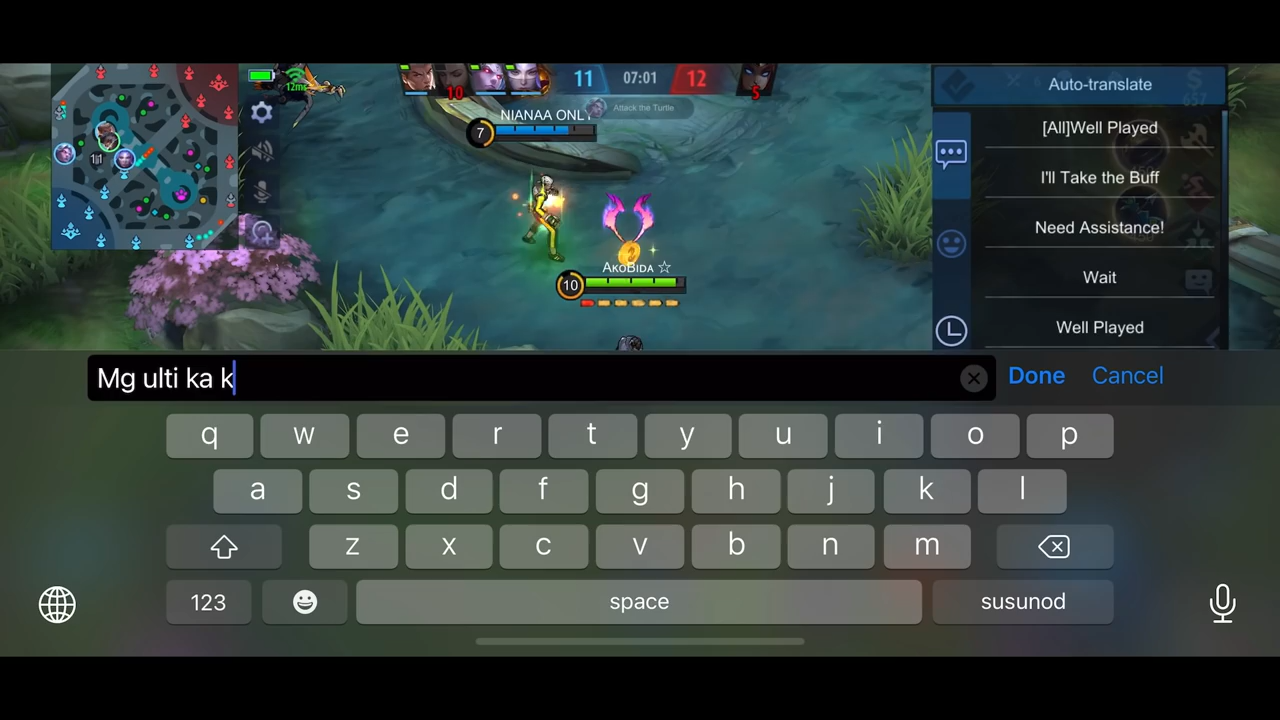 12ms
10
11
07:01
12
5
Attack the Turtle
NIANAA ONLY
7
AkoBida ☆
10
Auto-translate
[All]Well Played
I'll Take the Buff
Need Assistance!
Wait
Well Played
Mg ulti ka k
Done
Cancel
q w e r t y u i o p
a s d f g h j k l
z x c v b n m
123
space
susunod